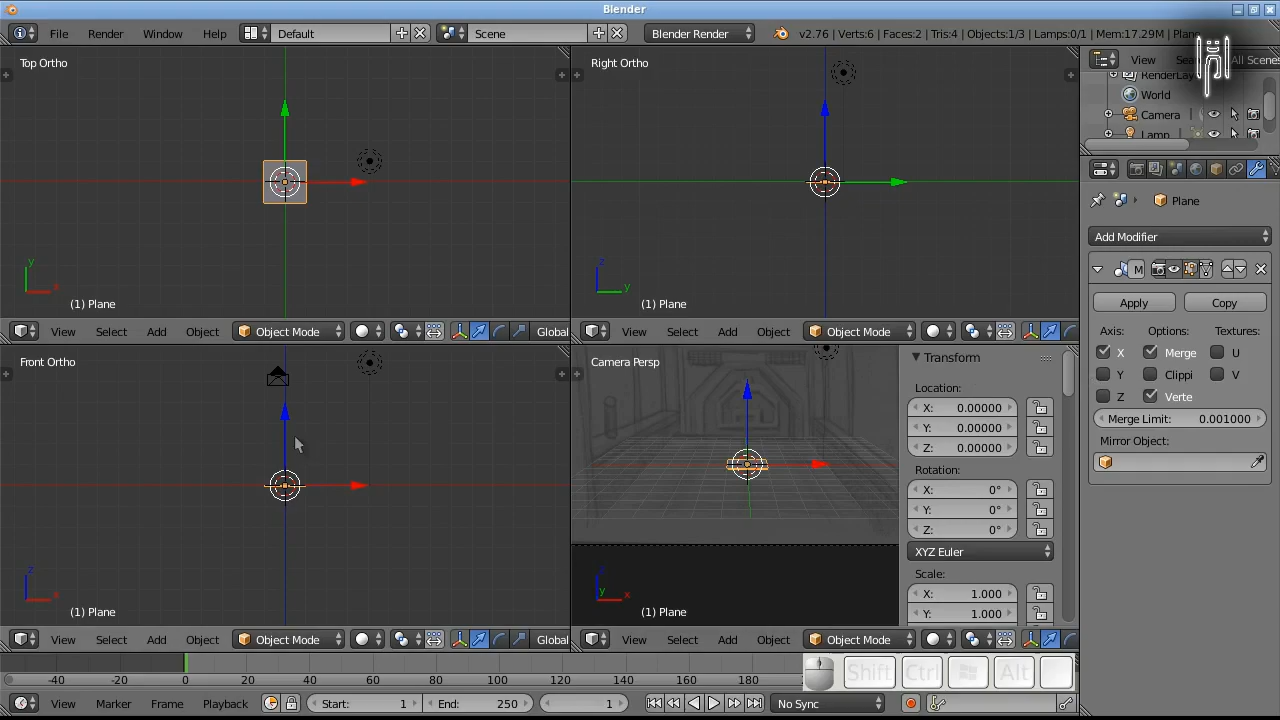 Blender
File Render Window Help Default Scene Blender Render v2.76 | Verts:6 | Faces:2 | Tris:4 | Objects:1/3 | Lamps:0/1 | Mem:17.29M | Plane
Top Ortho
y
x
(1) Plane
View Select Add Object Object Mode Global
Right Ortho
z
y
(1) Plane
View Select Add Object Object Mode
Front Ortho
z
x
(1) Plane
View Select Add Object Object Mode Global
Camera Persp
y
x
(1) Plane
View Select Add Object Object Mode
Transform
Location:
X: 0.00000
Y: 0.00000
Z: 0.00000
Rotation:
X: 0°
Y: 0°
Z: 0°
XYZ Euler
Scale:
X: 1.000
Y: 1.000
View All Scenes
RenderLay
World
Camera
Lamp
Plane
Add Modifier
M
Apply Copy
Axis: Options: Textures:
X Merge U
Y Clippi V
Z Verte
Merge Limit: 0.001000
Mirror Object:
-40 -20 0 20 40 60 80 100 120 140 160 180
Shift Ctrl Alt
View Marker Frame Playback Start: 1 End: 250 1 No Sync